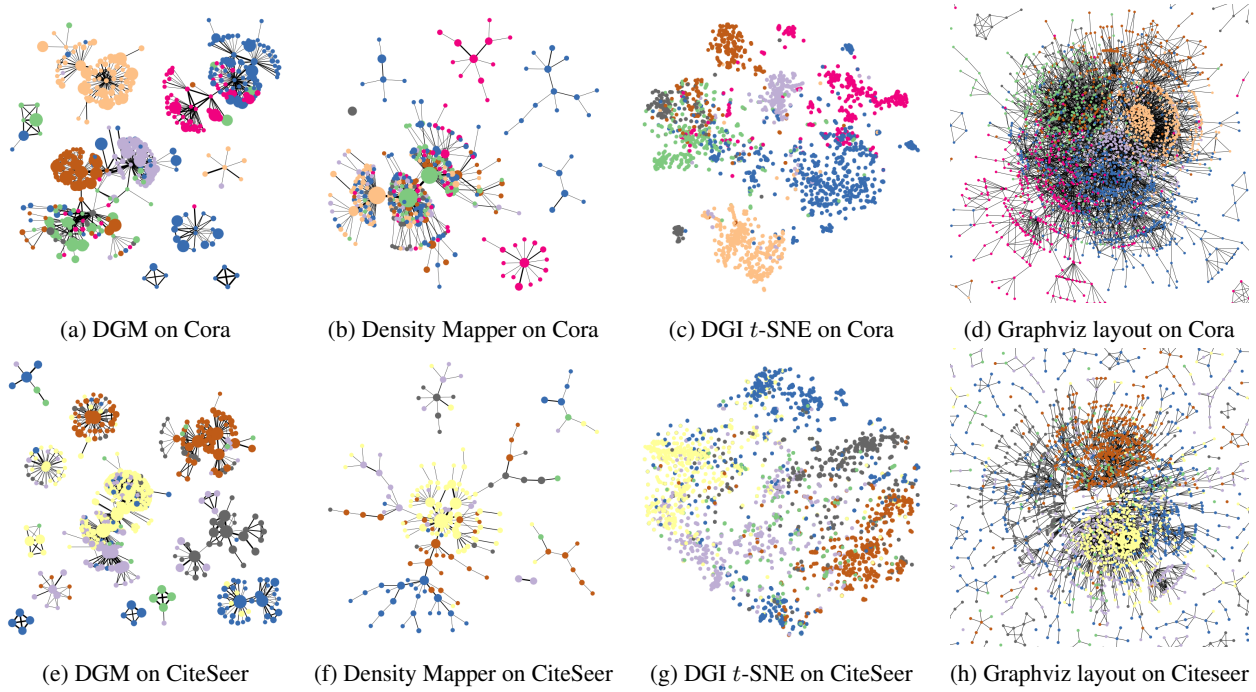 (a) DGM on Cora
(b) Density Mapper on Cora
(c) DGI t-SNE on Cora
(d) Graphviz layout on Cora
(e) DGM on CiteSeer
(f) Density Mapper on CiteSeer
(g) DGI t-SNE on CiteSeer
(h) Graphviz layout on Citeseer